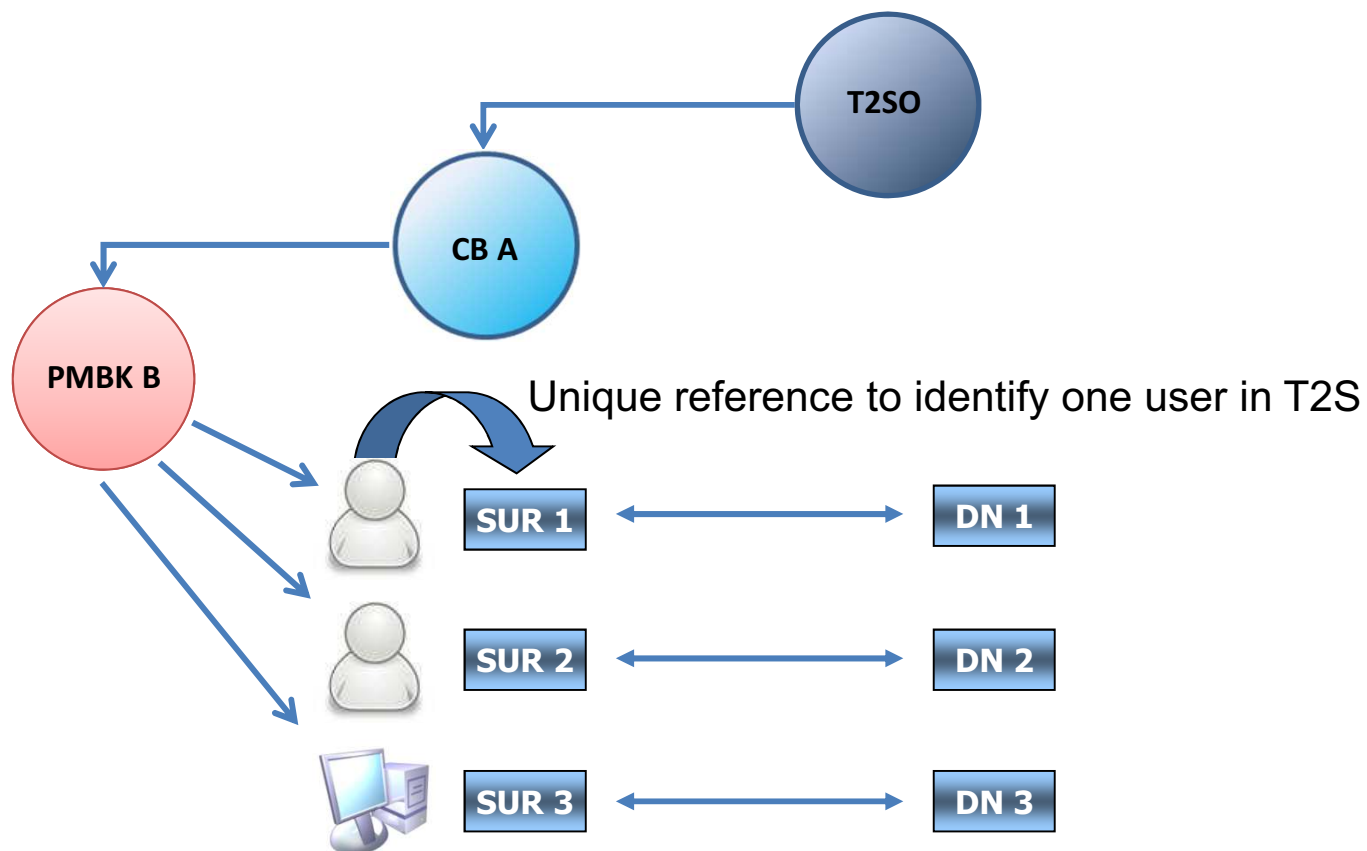 T2SO
CB A
PMBK B
Unique reference to identify one user in T2S
SUR 1
DN 1
SUR 2
DN 2
SUR 3
DN 3